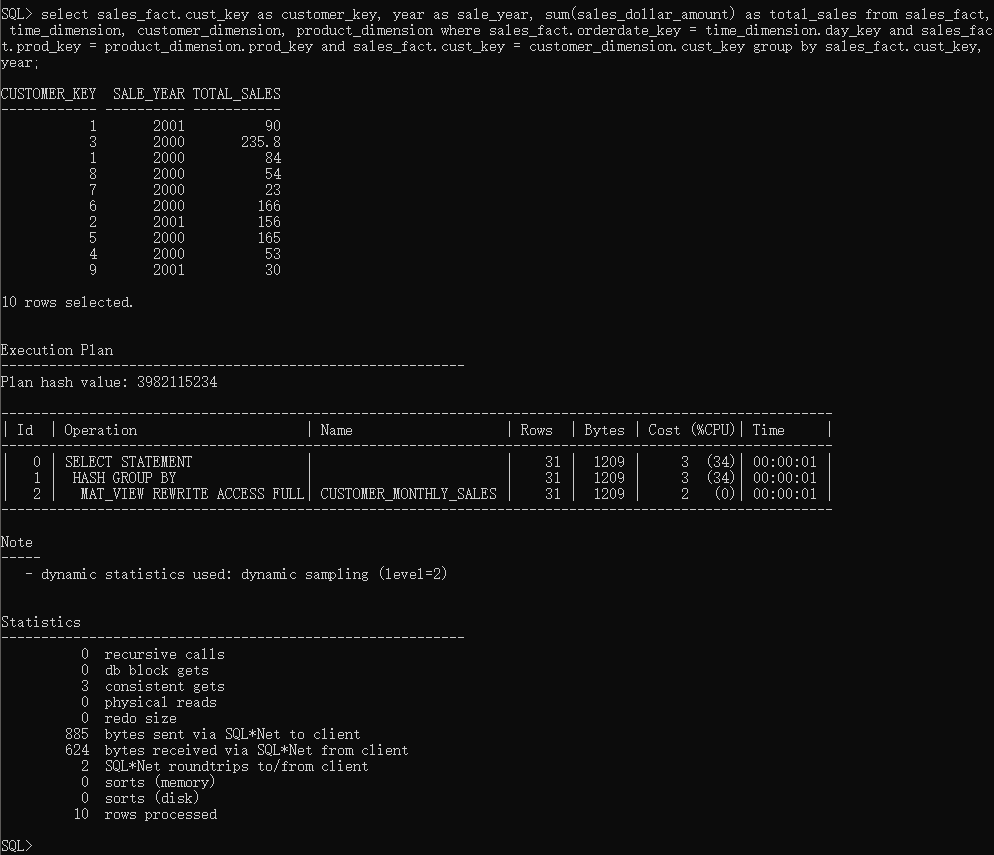 SQL> select sales_fact.cust_key as customer_key, year as sale_year, sum(sales_dollar_amount) as total_sales from sales_fact,
 time_dimension, customer_dimension, product_dimension where sales_fact.orderdate_key = time_dimension.day_key and sales_fac
t.prod_key = product_dimension.prod_key and sales_fact.cust_key = customer_dimension.cust_key group by sales_fact.cust_key,
year;

CUSTOMER_KEY  SALE_YEAR TOTAL_SALES
------------ ---------- -----------
           1       2001          90
           3       2000       235.8
           1       2000          84
           8       2000          54
           7       2000          23
           6       2000         166
           2       2001         156
           5       2000         165
           4       2000          53
           9       2001          30

10 rows selected.


Execution Plan
----------------------------------------------------------
Plan hash value: 3982115234

--------------------------------------------------------------------------------------------------------
| Id  | Operation                     | Name                   | Rows  | Bytes | Cost (%CPU)| Time     |
--------------------------------------------------------------------------------------------------------
|   0 | SELECT STATEMENT              |                        |    31 |  1209 |     3  (34)| 00:00:01 |
|   1 |  HASH GROUP BY                |                        |    31 |  1209 |     3  (34)| 00:00:01 |
|   2 |   MAT_VIEW REWRITE ACCESS FULL| CUSTOMER_MONTHLY_SALES |    31 |  1209 |     2   (0)| 00:00:01 |
--------------------------------------------------------------------------------------------------------

Note
-----
   - dynamic statistics used: dynamic sampling (level=2)


Statistics
----------------------------------------------------------
          0  recursive calls
          0  db block gets
          3  consistent gets
          0  physical reads
          0  redo size
        885  bytes sent via SQL*Net to client
        624  bytes received via SQL*Net from client
          2  SQL*Net roundtrips to/from client
          0  sorts (memory)
          0  sorts (disk)
         10  rows processed

SQL>